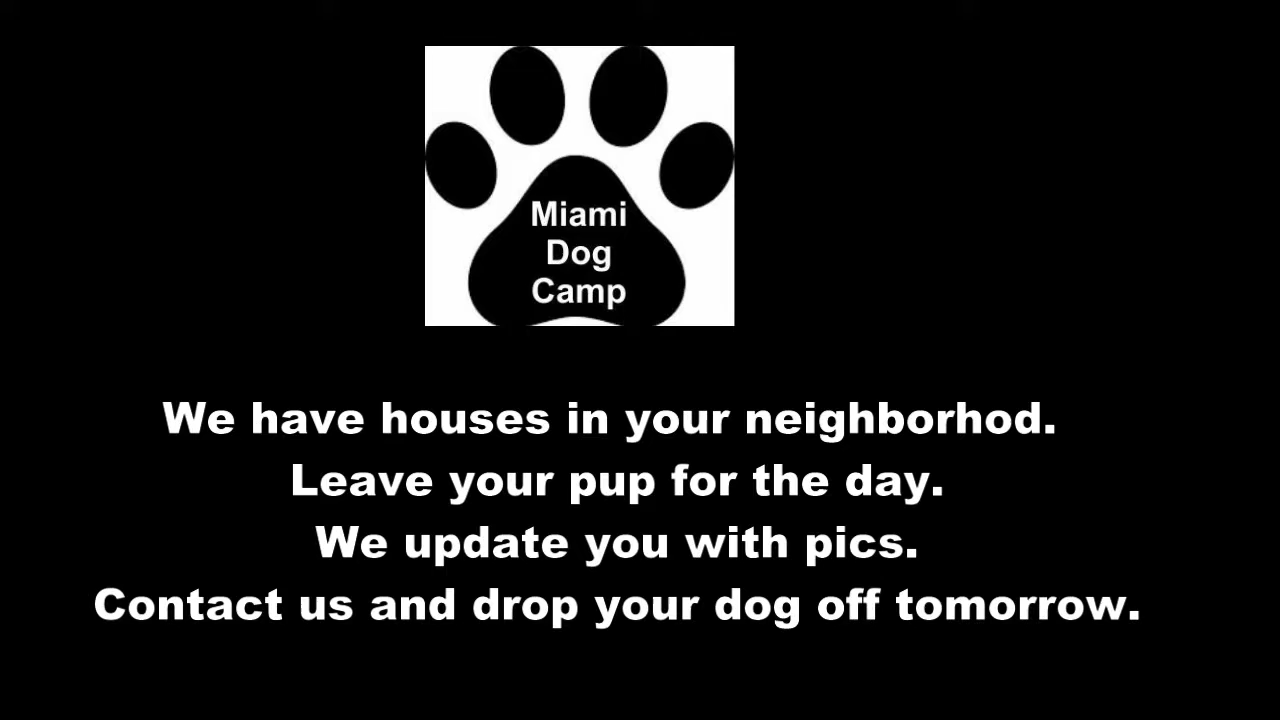 Miami
Dog
Camp
We have houses in your neighborhod.
Leave your pup for the day.
We update you with pics.
Contact us and drop your dog off tomorrow.